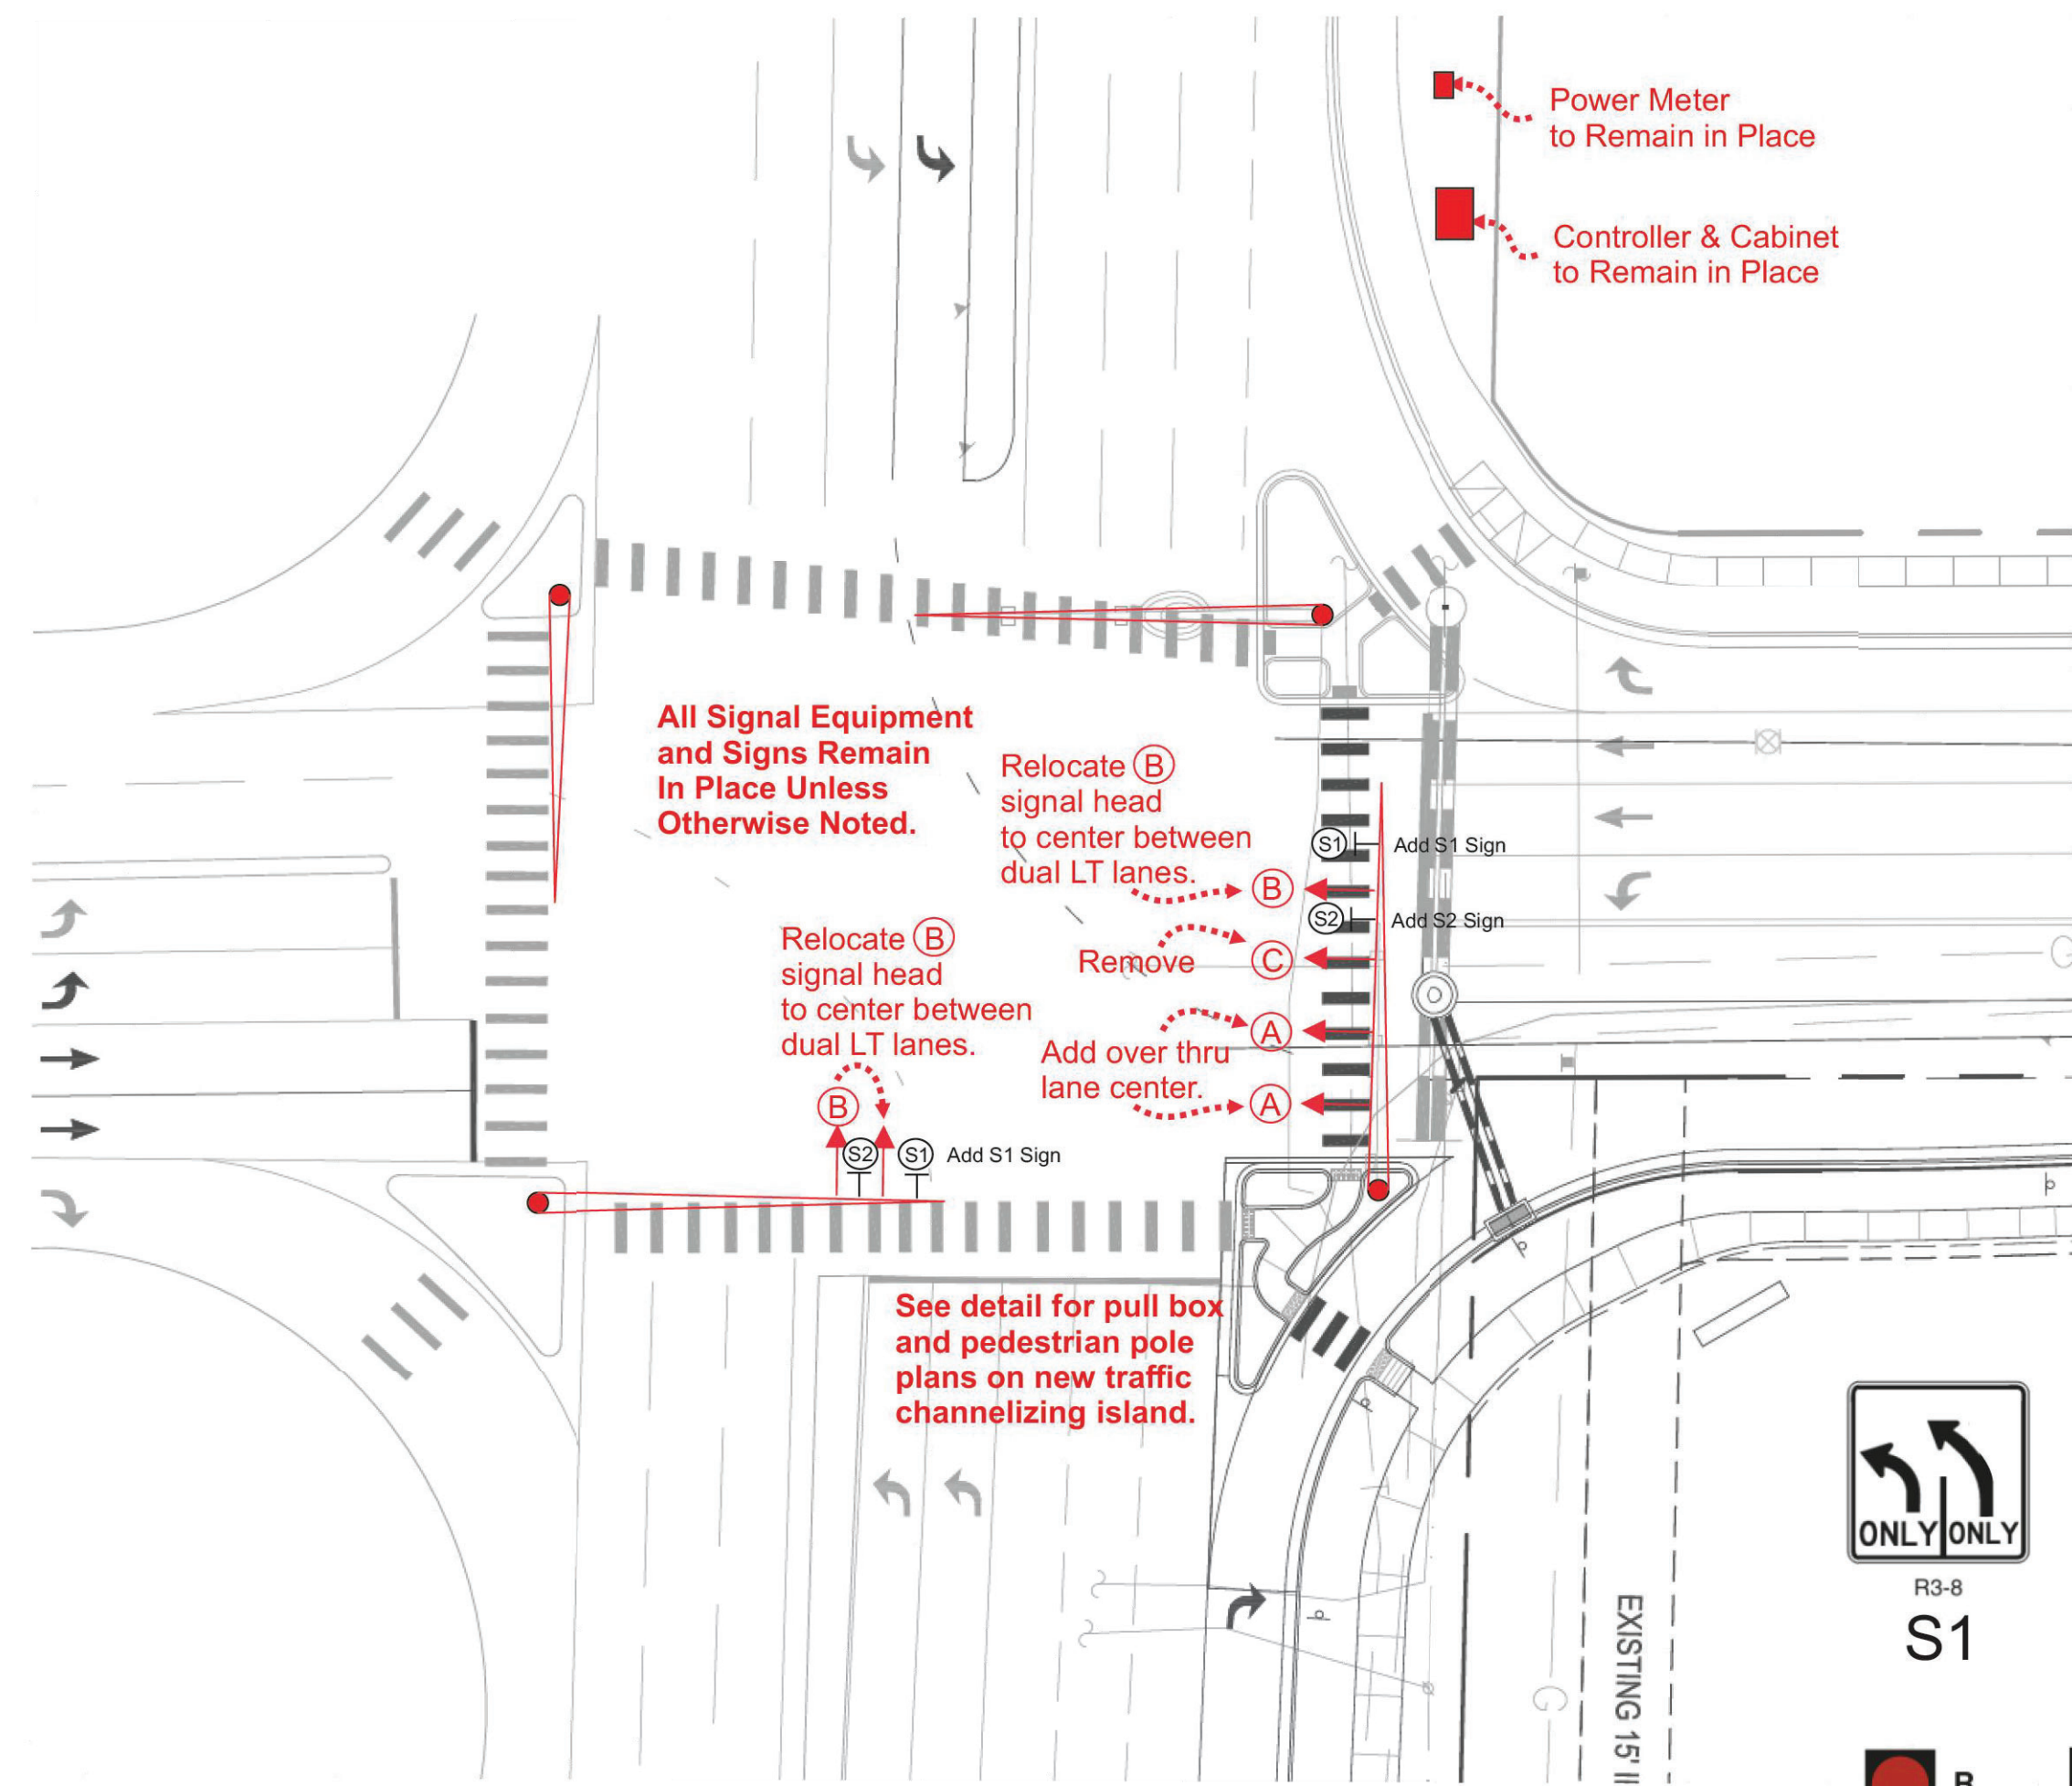 Power Meter
to Remain in Place
Controller & Cabinet
to Remain in Place
All Signal Equipment
and Signs Remain
In Place Unless
Otherwise Noted.
Relocate B
signal head
to center between
dual LT lanes.
B
S1
Add S1 Sign
S2
Add S2 Sign
Remove
C
Relocate B
signal head
to center between
dual LT lanes.
B
A
Add over thru
lane center.
A
S2
S1
Add S1 Sign
See detail for pull box
and pedestrian pole
plans on new traffic
channelizing island.
ONLY ONLY
R3-8
S1
EXISTING 15'
G
R